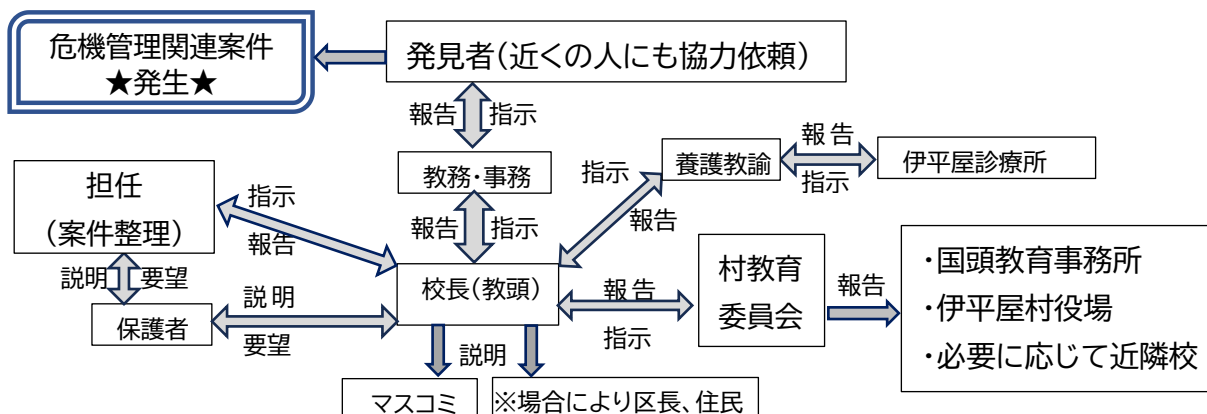 危機管理関連案件
★発生★
発見者(近くの人にも協力依頼)
報告
指示
教務・事務
報告
指示
養護教諭
報告
指示
伊平屋診療所
担任
(案件整理)
指示
報告
指示
報告
説明
要望
保護者
説明
要望
校長(教頭)
報告
指示
村教育
委員会
報告
・国頭教育事務所
・伊平屋村役場
・必要に応じて近隣校
説明
マスコミ
※場合により区長、住民